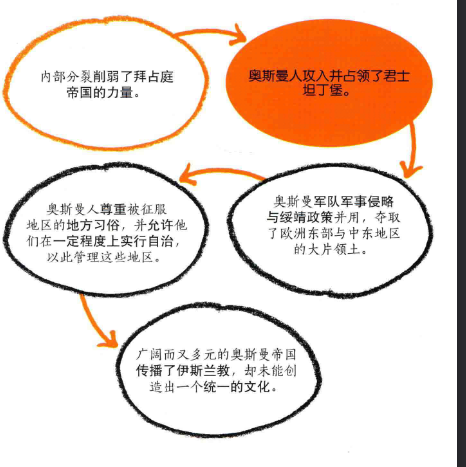 内部分裂削弱了拜占庭
帝国的力量。
奥斯曼人攻入并占领了君士
坦丁堡。
奥斯曼军队军事侵略
与绥靖政策并用，夺取
了欧洲东部与中东地区
的大片领土。
奥斯曼人尊重被征服
地区的地方习俗，并允许他
们在一定程度上实行自治，
以此管理这些地区。
广阔而又多元的奥斯曼帝国
传播了伊斯兰教，却未能创
造出一个统一的文化。